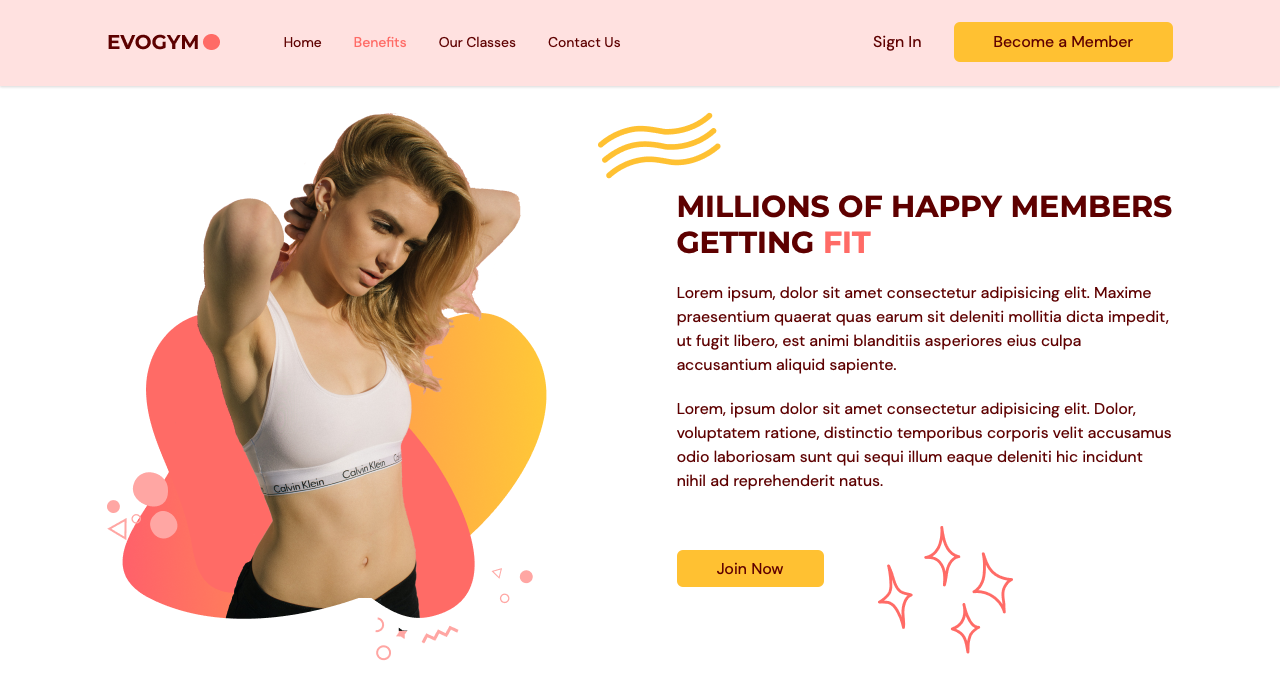 EVOGYM
Home
Benefits
Our Classes
Contact Us
Sign In
Become a Member
MILLIONS OF HAPPY MEMBERS
GETTING FIT
Lorem ipsum, dolor sit amet consectetur adipisicing elit. Maxime
praesentium quaerat quas earum sit deleniti mollitia dicta impedit,
ut fugit libero, est animi blanditiis asperiores eius culpa
accusantium aliquid sapiente.
Lorem, ipsum dolor sit amet consectetur adipisicing elit. Dolor,
voluptatem ratione, distinctio temporibus corporis velit accusamus
odio laboriosam sunt qui sequi illum eaque deleniti hic incidunt
nihil ad reprehenderit natus.
Calvin Klein Calvin Klein
Join Now